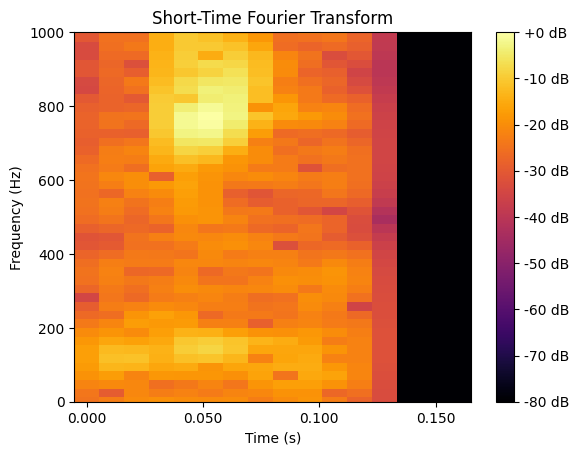 Short-Time Fourier Transform
Frequency (Hz)
1000
800
600
400
200
0
0.000
0.050
0.100
0.150
Time (s)
+0 dB
-10 dB
-20 dB
-30 dB
-40 dB
-50 dB
-60 dB
-70 dB
-80 dB